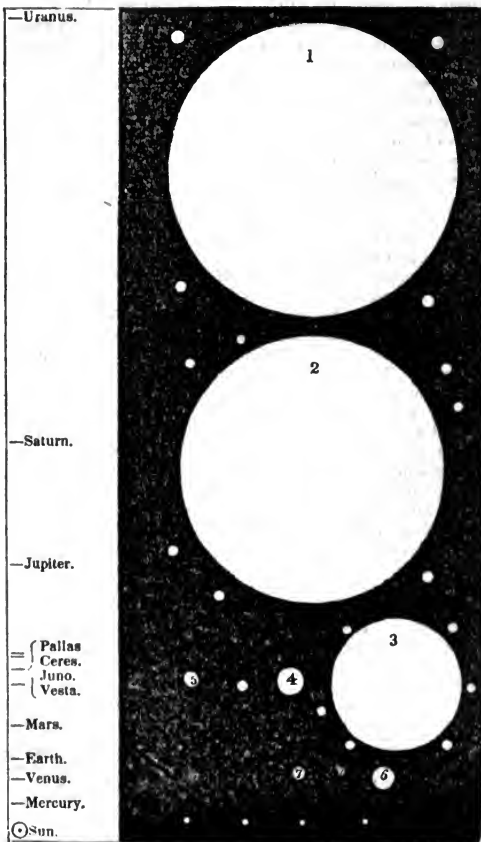 —Uranus.
1
2
—Saturn.
—Jupiter.
3
Pallas
Ceres.
Juno.
Vesta.
5
4
—Mars.
—Earth.
—Venus.
7
6
—Mercury.
Sun.